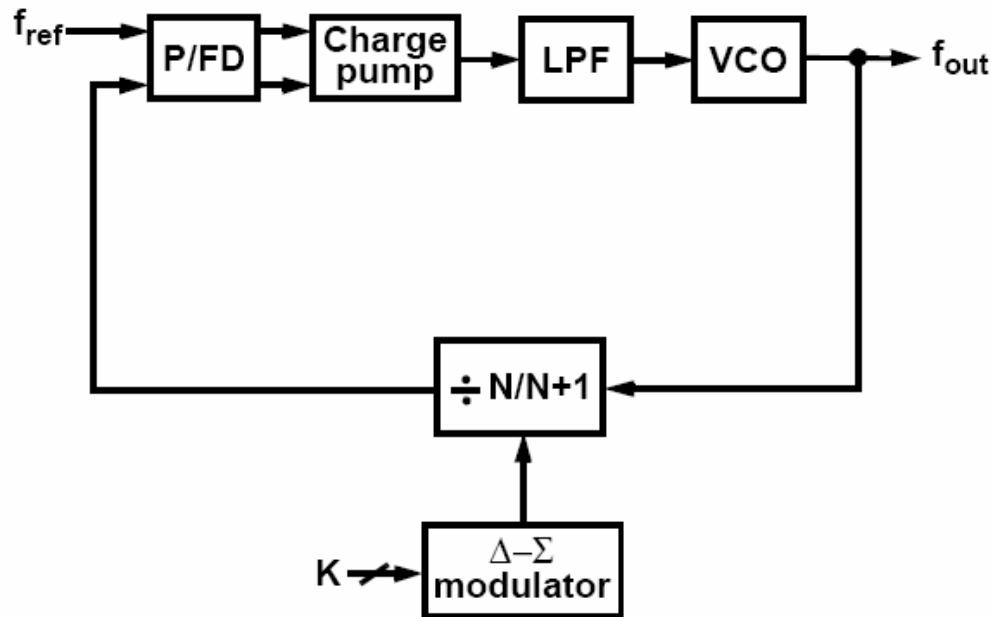 f_ref
P/FD
Charge
pump
LPF
VCO
f_out
÷ N/N+1
K
Δ–Σ
modulator